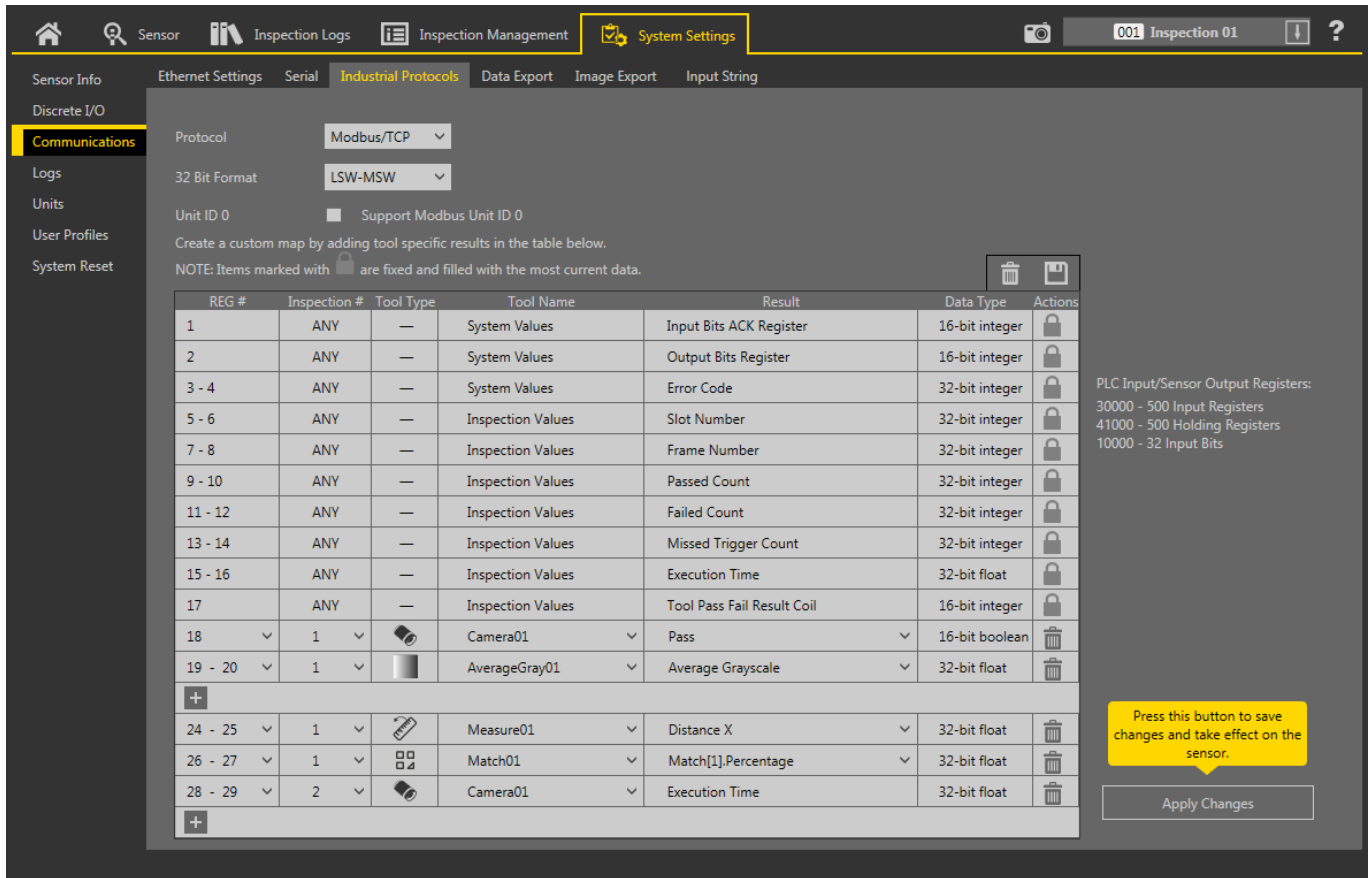 Sensor Inspection Logs Inspection Management System Settings 001 Inspection 01 ?
Sensor Info
Discrete I/O
Communications
Logs
Units
User Profiles
System Reset
Ethernet Settings Serial Industrial Protocols Data Export Image Export Input String
Protocol Modbus/TCP
32 Bit Format LSW-MSW
Unit ID 0 Support Modbus Unit ID 0
Create a custom map by adding tool specific results in the table below.
NOTE: Items marked with are fixed and filled with the most current data.
REG # Inspection # Tool Type Tool Name Result Data Type Actions
1 ANY — System Values Input Bits ACK Register 16-bit integer
2 ANY — System Values Output Bits Register 16-bit integer
3 - 4 ANY — System Values Error Code 32-bit integer
5 - 6 ANY — Inspection Values Slot Number 32-bit integer
7 - 8 ANY — Inspection Values Frame Number 32-bit integer
9 - 10 ANY — Inspection Values Passed Count 32-bit integer
11 - 12 ANY — Inspection Values Failed Count 32-bit integer
13 - 14 ANY — Inspection Values Missed Trigger Count 32-bit integer
15 - 16 ANY — Inspection Values Execution Time 32-bit float
17 ANY — Inspection Values Tool Pass Fail Result Coil 16-bit integer
18 1 Camera01 Pass 16-bit boolean
19 - 20 1 AverageGray01 Average Grayscale 32-bit float
+
24 - 25 1 Measure01 Distance X 32-bit float
26 - 27 1 Match01 Match[1].Percentage 32-bit float
28 - 29 2 Camera01 Execution Time 32-bit float
+
PLC Input/Sensor Output Registers:
30000 - 500 Input Registers
41000 - 500 Holding Registers
10000 - 32 Input Bits
Press this button to save
changes and take effect on the
sensor.
Apply Changes